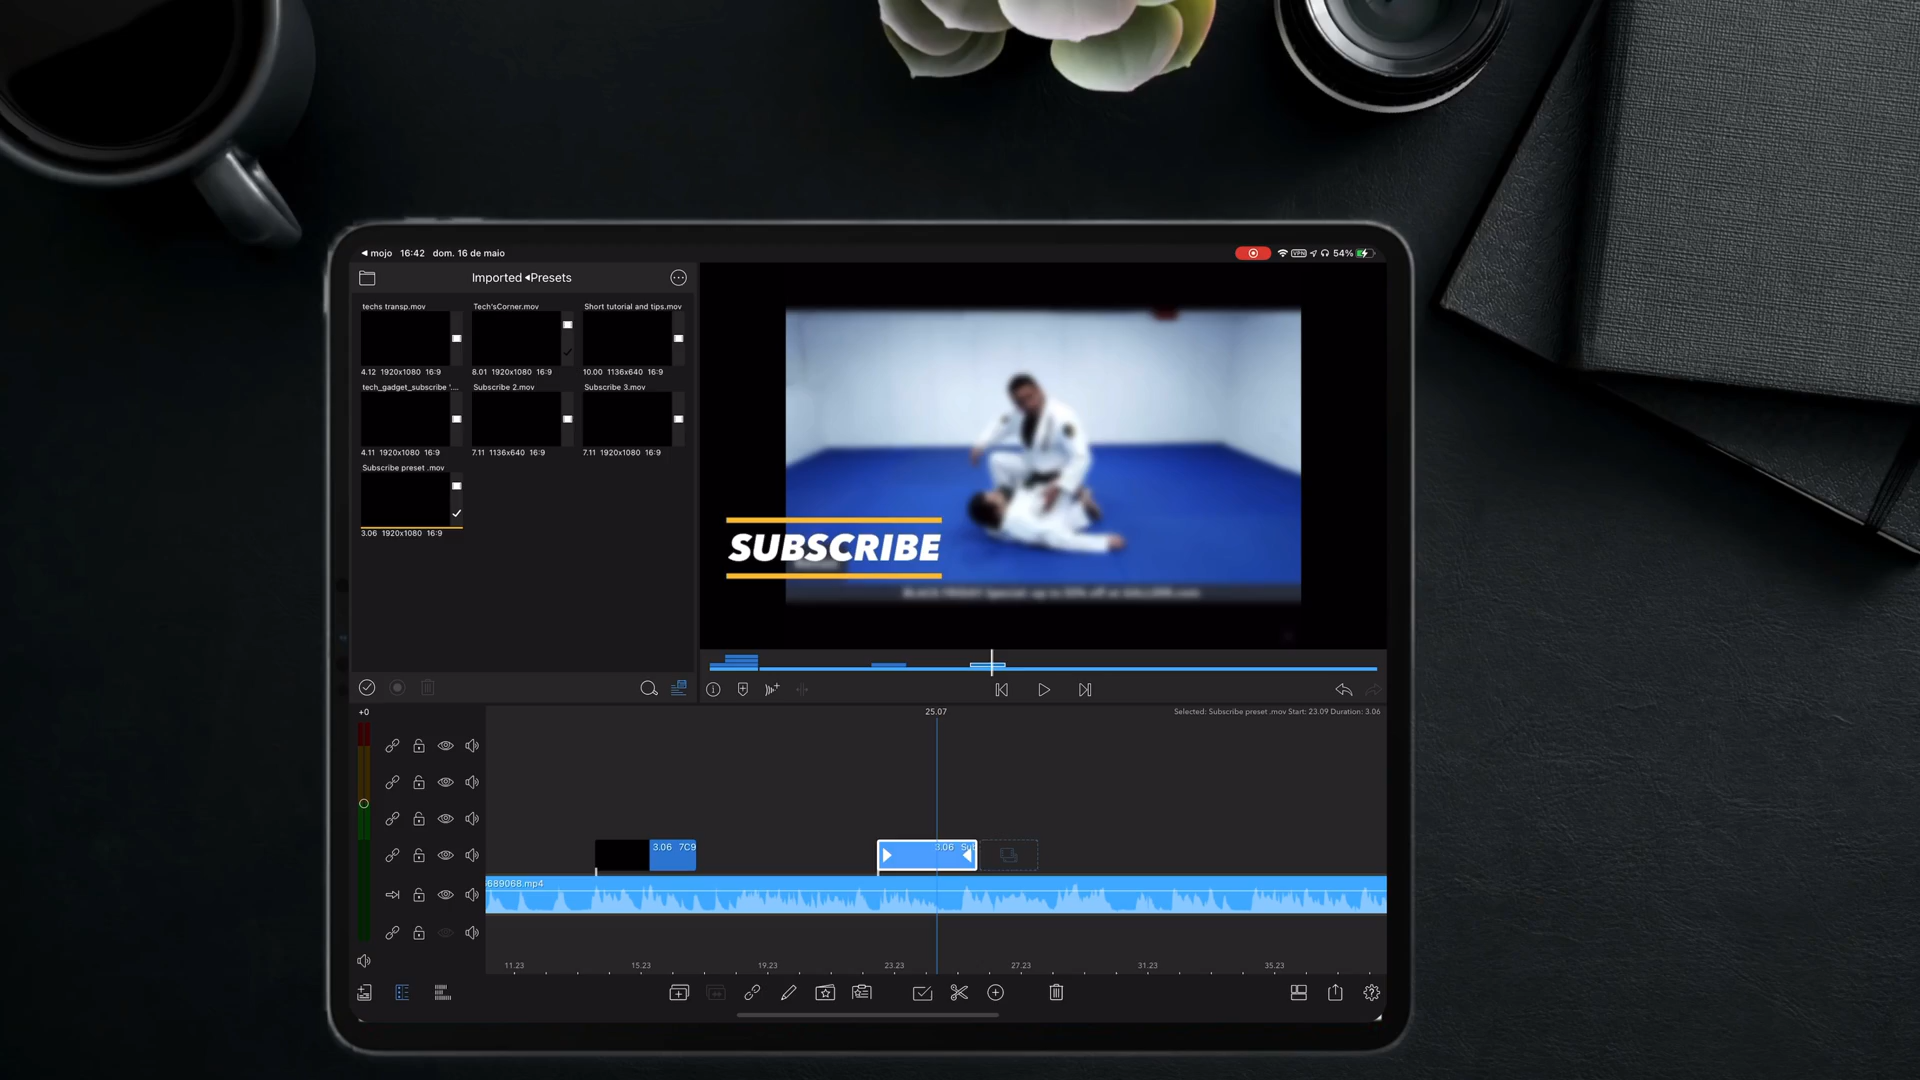 ◀ mojo 16:42 dom. 16 de maio
VPN 54%
Imported ◂Presets
techs transp.mov
Tech'sCorner.mov
Short tutorial and tips.mov
4.12 1920x1080 16:9
8.01 1920x1080 16:9
10.00 1136x640 16:9
tech_gadget_subscribe '....
Subscribe 2.mov
Subscribe 3.mov
4.11 1920x1080 16:9
7.11 1136x640 16:9
7.11 1920x1080 16:9
Subscribe preset .mov
3.06 1920x1080 16:9
SUBSCRIBE
+0
25.07
Selected: Subscribe preset .mov Start: 23.09 Duration: 3.06
3.06 7C9
3.06 Sub
689068.mp4
11.23
15.23
19.23
23.23
27.23
31.23
35.23